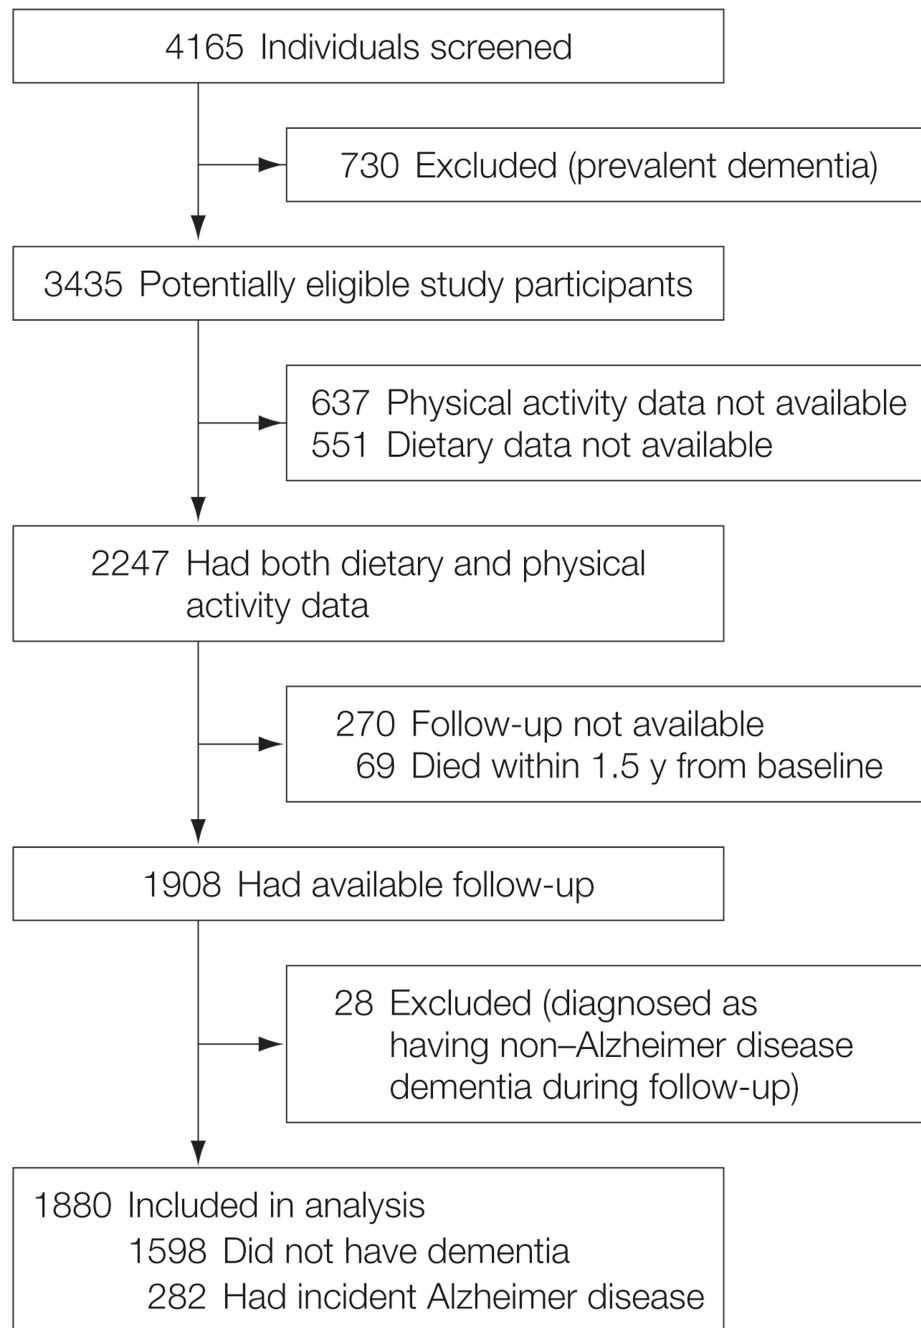 4165 Individuals screened
730 Excluded (prevalent dementia)
3435 Potentially eligible study participants
637 Physical activity data not available
551 Dietary data not available
2247 Had both dietary and physical
activity data
270 Follow-up not available
69 Died within 1.5 y from baseline
1908 Had available follow-up
28 Excluded (diagnosed as
having non–Alzheimer disease
dementia during follow-up)
1880 Included in analysis
1598 Did not have dementia
282 Had incident Alzheimer disease